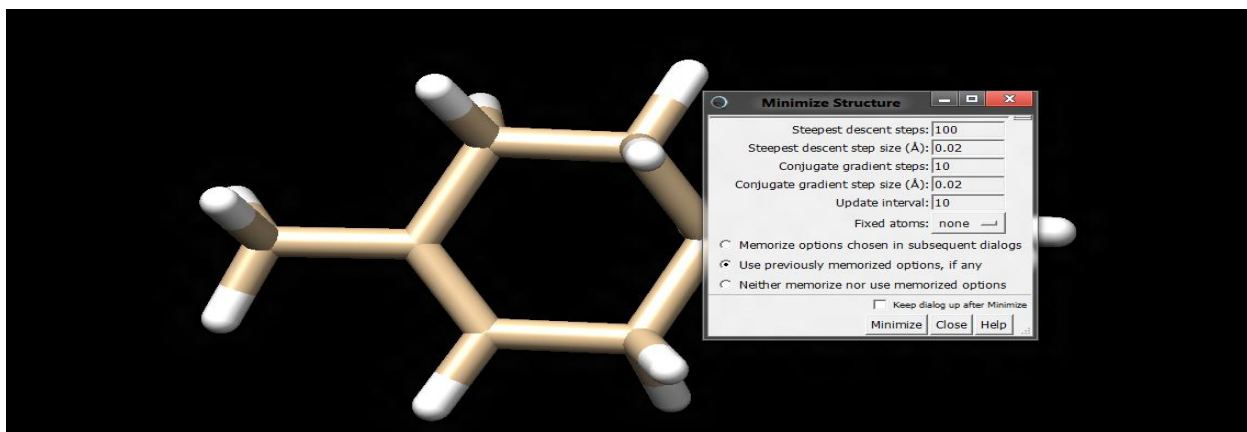 Minimize Structure
Steepest descent steps: 100
Steepest descent step size (Å): 0.02
Conjugate gradient steps: 10
Conjugate gradient step size (Å): 0.02
Update interval: 10
Fixed atoms: none
Memorize options chosen in subsequent dialogs
Use previously memorized options, if any
Neither memorize nor use memorized options
Keep dialog up after Minimize
Minimize Close Help